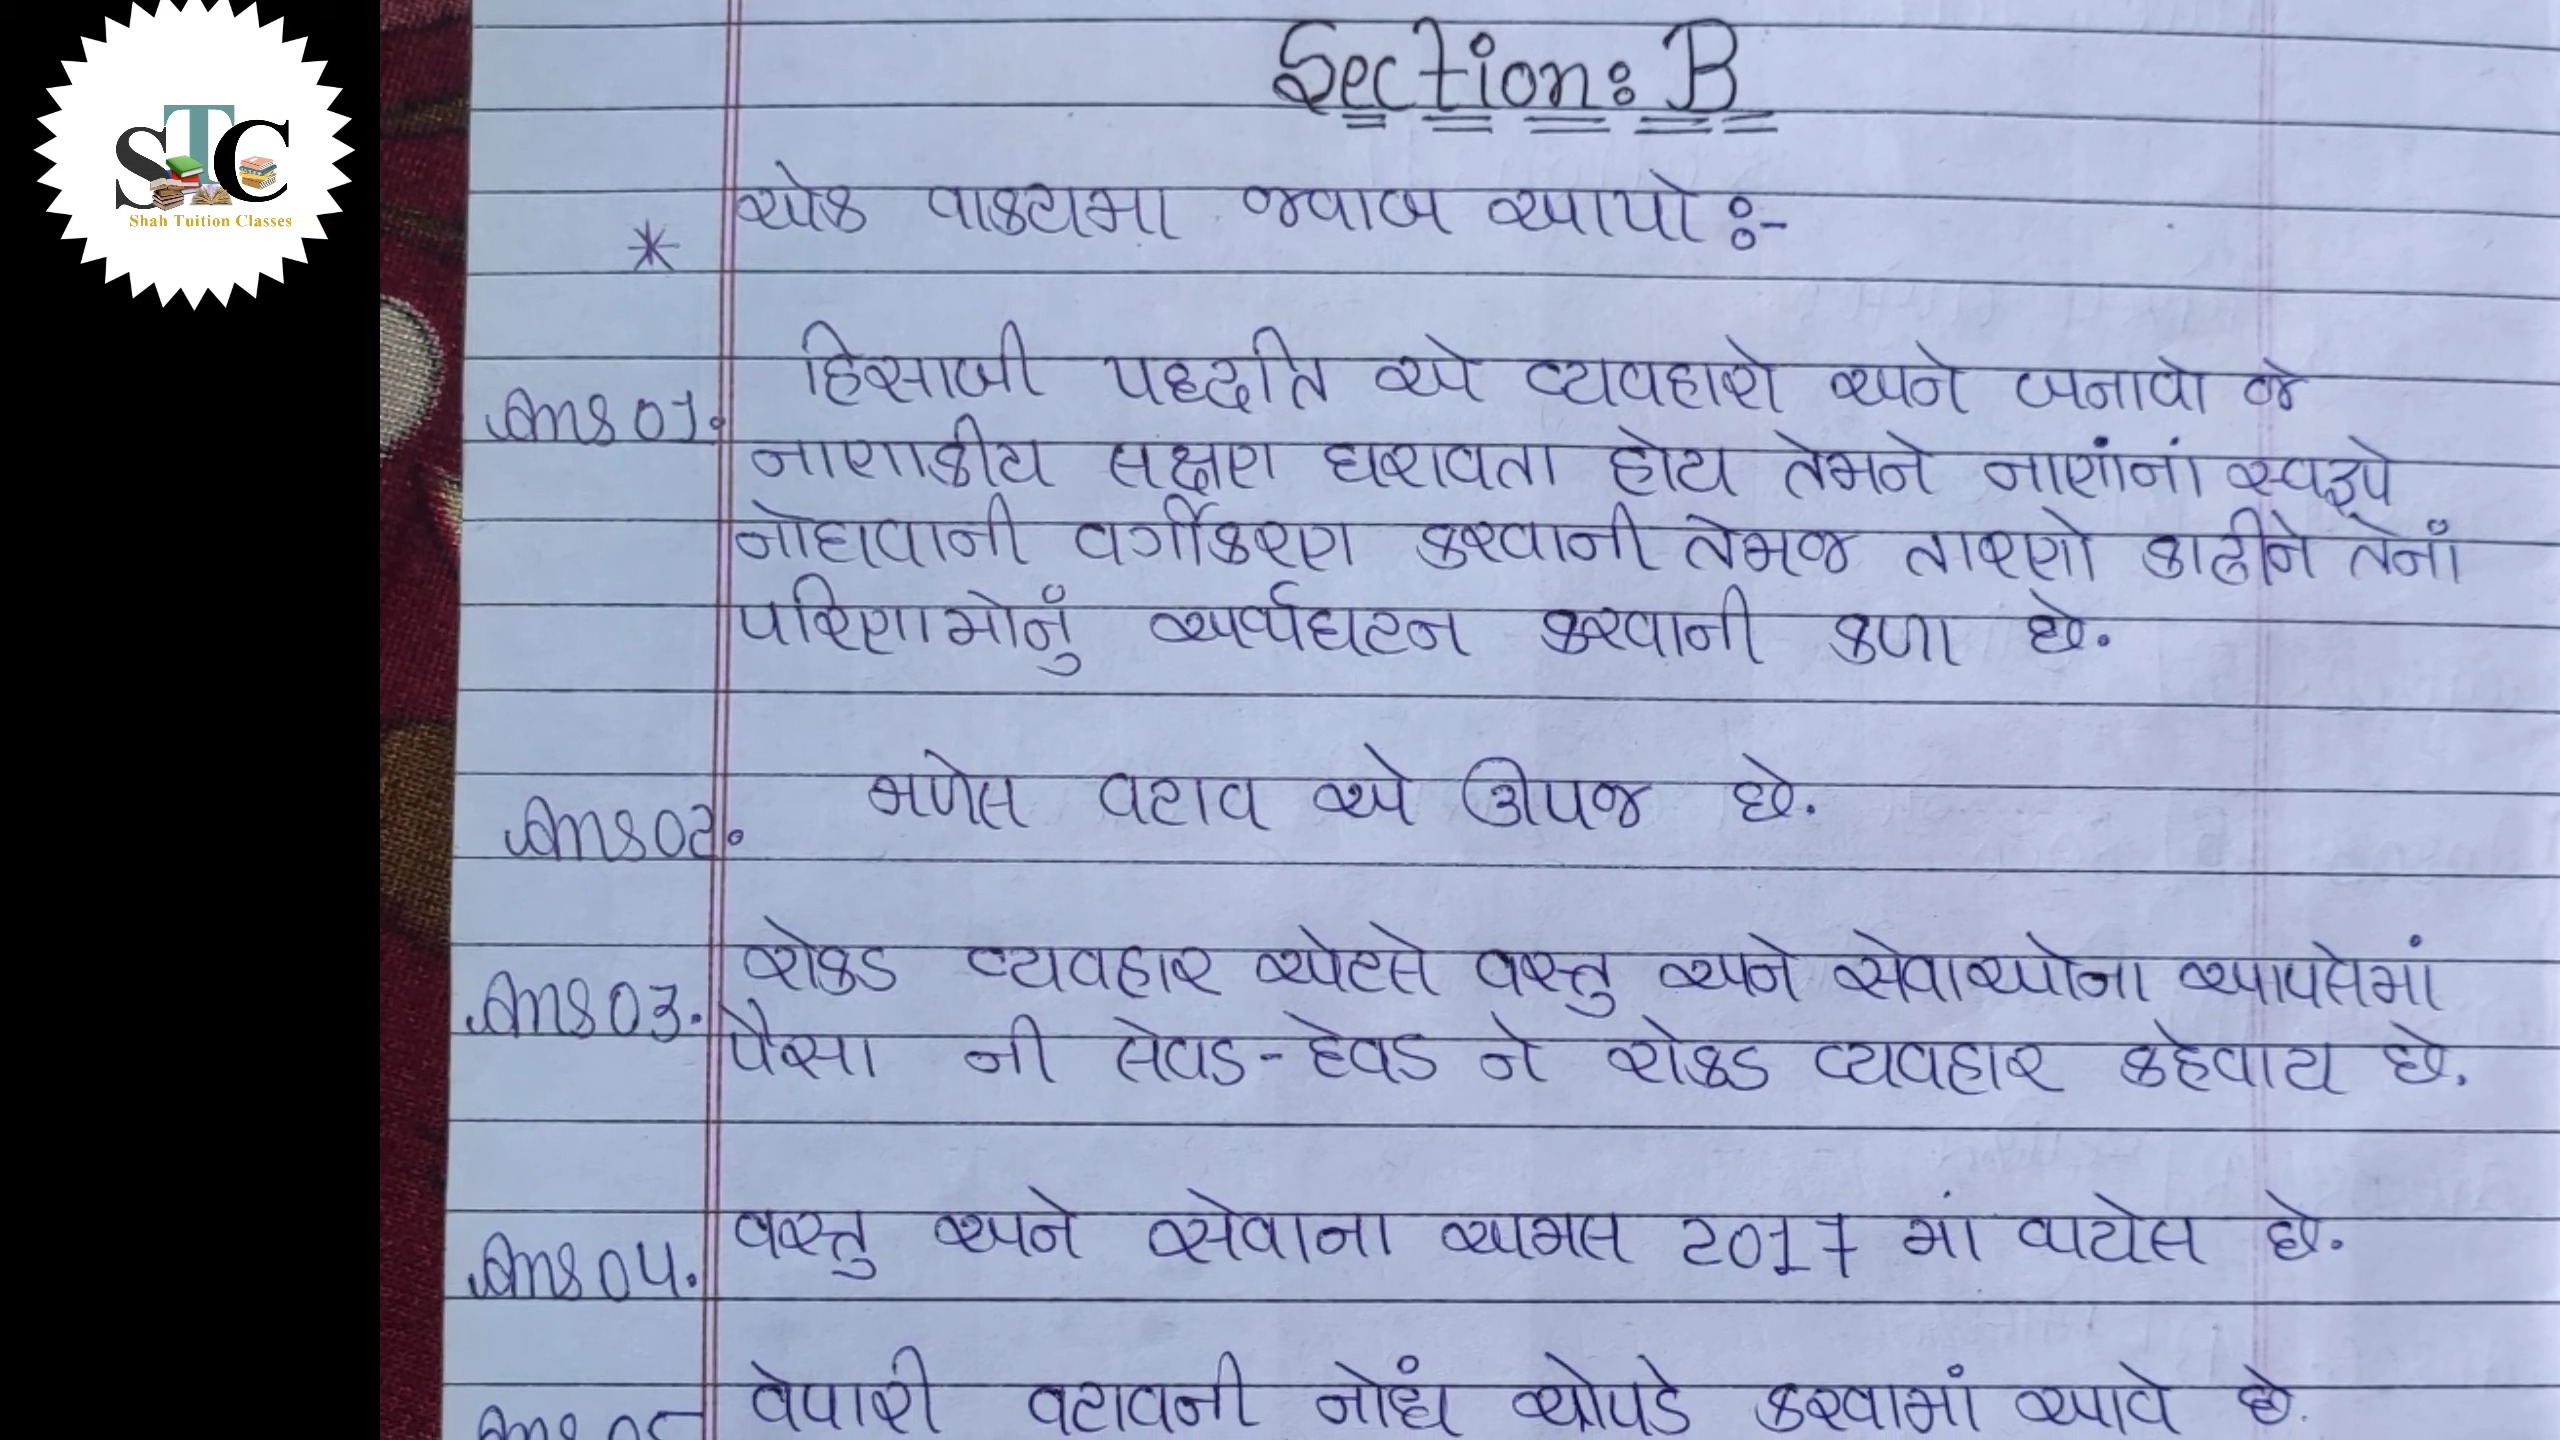 STC
Shah Tuition Classes
Section: B
* એક વાક્યમા જવાબ આપો :-
Ans 01. હિસાબી પદ્ધતિ એ વ્યવહારો અને બનાવો જે
નાણાકીય લક્ષણ ધરાવતા હોય તેમને નાણાંનાં સ્વરૂપે
નોધવાની વર્ગીકરણ કરવાની તેમજ તારણો કાઢીને તેનાઁ
પરિણામોનું અર્થઘટન કરવાની કળા છે.
Ans 02. મળેલ વટાવ એ ઊપજ છે.
Ans 03. રોકડ વ્યવહાર એટલે વસ્તુ અને સેવાઓના આપલેમાં
પૈસા ની લેવડ-દેવડ ને રોકડ વ્યવહાર કહેવાય છે.
Ans 04. વસ્તુ અને સેવાના અમલ 2017 માં થયેલ છે.
વેપારી વટાવની નોધં ચોપડે કરવામાં આવે છે.